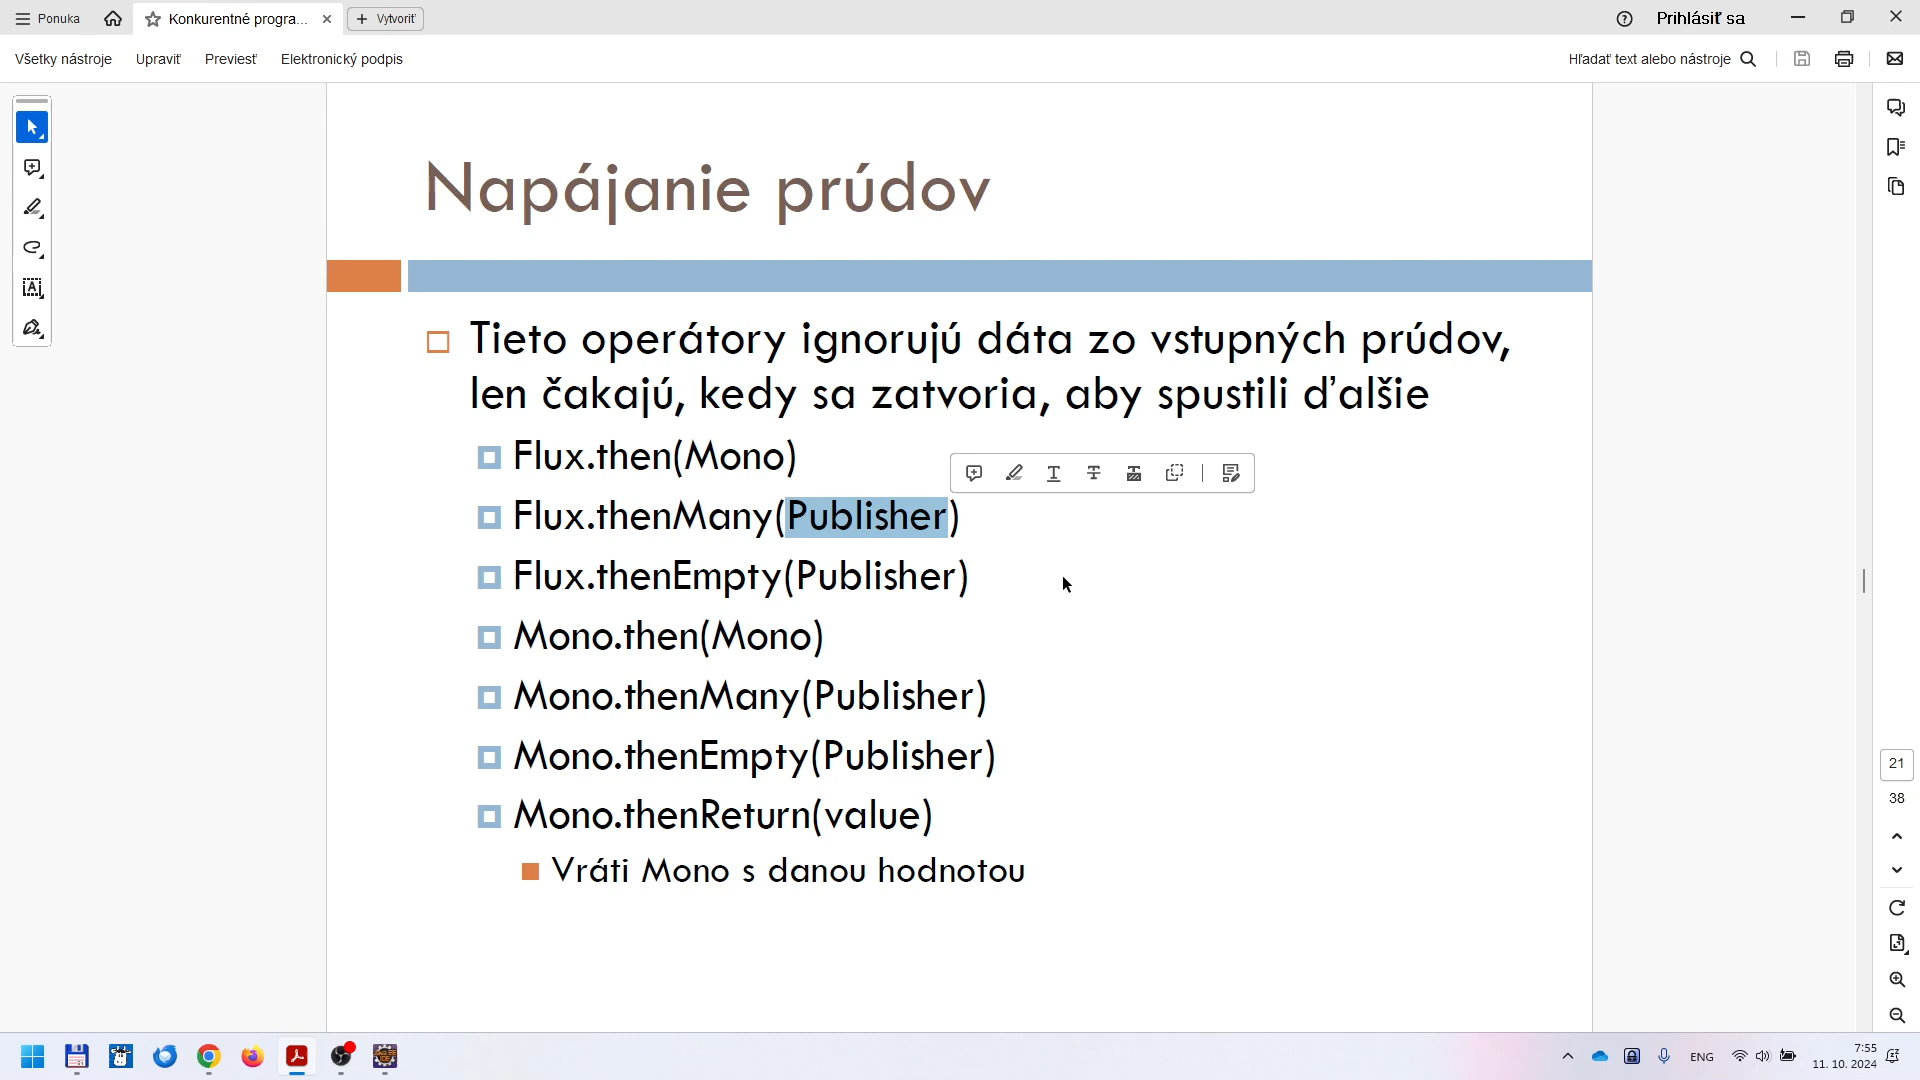 Ponuka
Konkurentné progra...
Vytvoriť
Prihlásiť sa
Všetky nástroje
Upraviť
Previesť
Elektronický podpis
Hľadať text alebo nástroje
Napájanie prúdov
Tieto operátory ignorujú dáta zo vstupných prúdov,
len čakajú, kedy sa zatvoria, aby spustili ďalšie
Flux.then(Mono)
Flux.thenMany(Publisher)
Flux.thenEmpty(Publisher)
Mono.then(Mono)
Mono.thenMany(Publisher)
Mono.thenEmpty(Publisher)
Mono.thenReturn(value)
Vráti Mono s danou hodnotou
21
38
ENG
7:55
11. 10. 2024